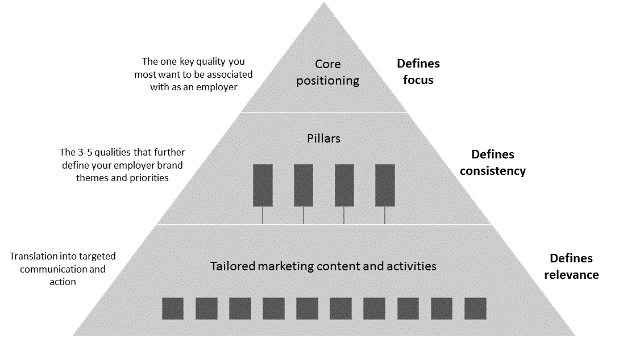 The one key quality you
most want to be associated
with as an employer
Core
positioning
Defines
focus
The 3-5 qualities that further
define your employer brand
themes and priorities
Pillars
Defines
consistency
Translation into targeted
communication and
action
Tailored marketing content and activities
Defines
relevance